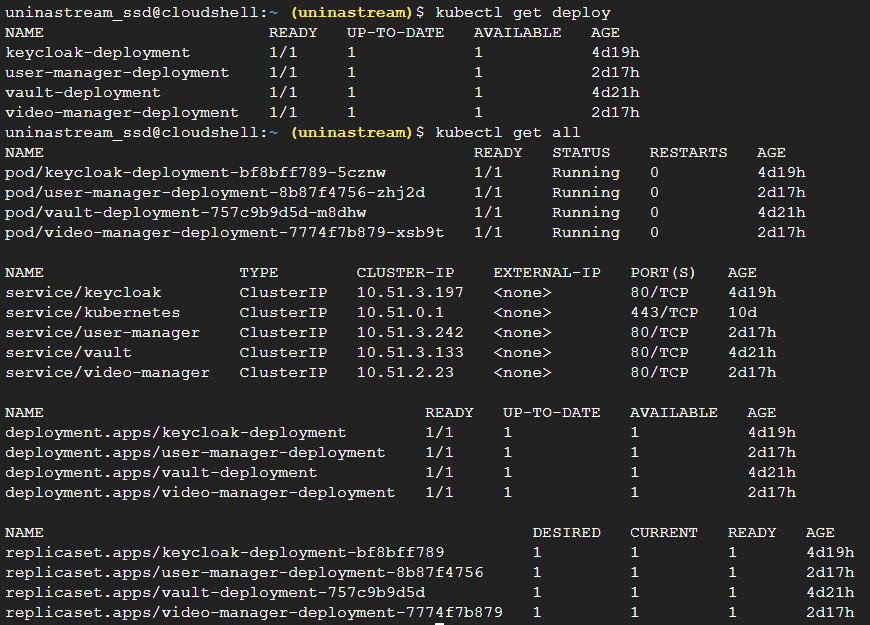 uninastream_ssd@cloudshell:~ (uninastream)$ kubectl get deploy
NAME READY UP-TO-DATE AVAILABLE AGE
keycloak-deployment 1/1 1 1 4d19h
user-manager-deployment 1/1 1 1 2d17h
vault-deployment 1/1 1 1 4d21h
video-manager-deployment 1/1 1 1 2d17h
uninastream_ssd@cloudshell:~ (uninastream)$ kubectl get all
NAME READY STATUS RESTARTS AGE
pod/keycloak-deployment-bf8bff789-5cznw 1/1 Running 0 4d19h
pod/user-manager-deployment-8b87f4756-zhj2d 1/1 Running 0 2d17h
pod/vault-deployment-757c9b9d5d-m8dhw 1/1 Running 0 4d21h
pod/video-manager-deployment-7774f7b879-xsb9t 1/1 Running 0 2d17h
NAME TYPE CLUSTER-IP EXTERNAL-IP PORT(S) AGE
service/keycloak ClusterIP 10.51.3.197 <none> 80/TCP 4d19h
service/kubernetes ClusterIP 10.51.0.1 <none> 443/TCP 10d
service/user-manager ClusterIP 10.51.3.242 <none> 80/TCP 2d17h
service/vault ClusterIP 10.51.3.133 <none> 80/TCP 4d21h
service/video-manager ClusterIP 10.51.2.23 <none> 80/TCP 2d17h
NAME READY UP-TO-DATE AVAILABLE AGE
deployment.apps/keycloak-deployment 1/1 1 1 4d19h
deployment.apps/user-manager-deployment 1/1 1 1 2d17h
deployment.apps/vault-deployment 1/1 1 1 4d21h
deployment.apps/video-manager-deployment 1/1 1 1 2d17h
NAME DESIRED CURRENT READY AGE
replicaset.apps/keycloak-deployment-bf8bff789 1 1 1 4d19h
replicaset.apps/user-manager-deployment-8b87f4756 1 1 1 2d17h
replicaset.apps/vault-deployment-757c9b9d5d 1 1 1 4d21h
replicaset.apps/video-manager-deployment-7774f7b879 1 1 1 2d17h